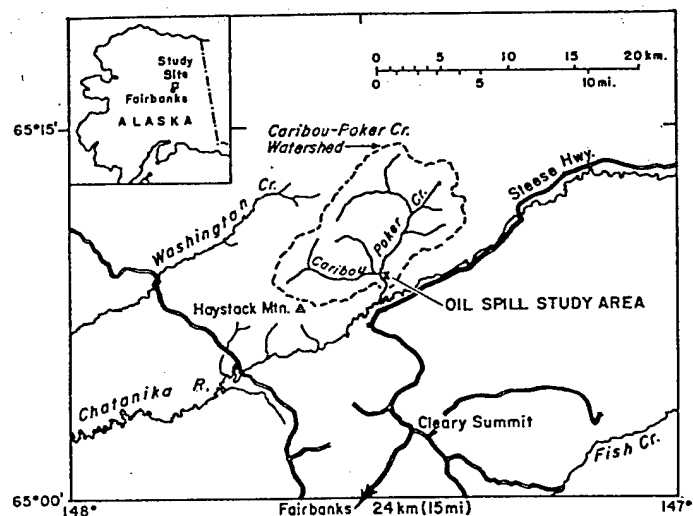 Study
Site
Fairbanks
ALASKA
0 5 10 15 20 km.
0 5 10 mi.
65°15'
Caribou-Poker Cr.
Watershed
Steese Hwy.
Washington Cr.
Poker Cr.
Caribou
Haystack Mtn.
OIL SPILL STUDY AREA
Chatanika R.
Cleary Summit
Fish Cr.
65°00'
148°
Fairbanks 24 km (15mi)
147°